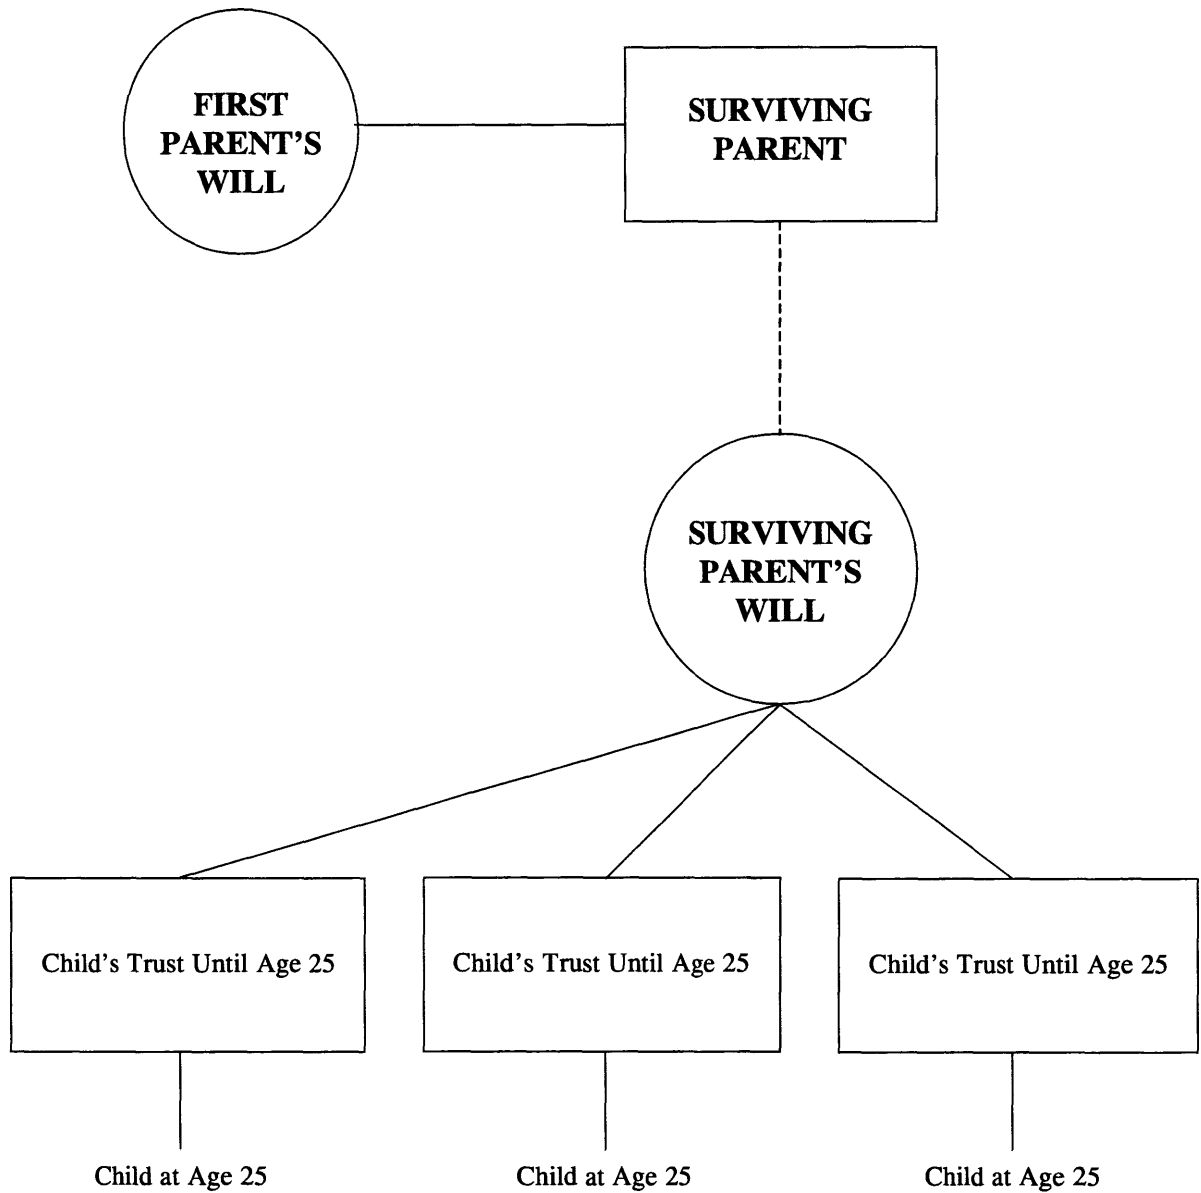 FIRST
PARENT'S
WILL
SURVIVING
PARENT
SURVIVING
PARENT'S
WILL
Child's Trust Until Age 25
Child's Trust Until Age 25
Child's Trust Until Age 25
Child at Age 25
Child at Age 25
Child at Age 25